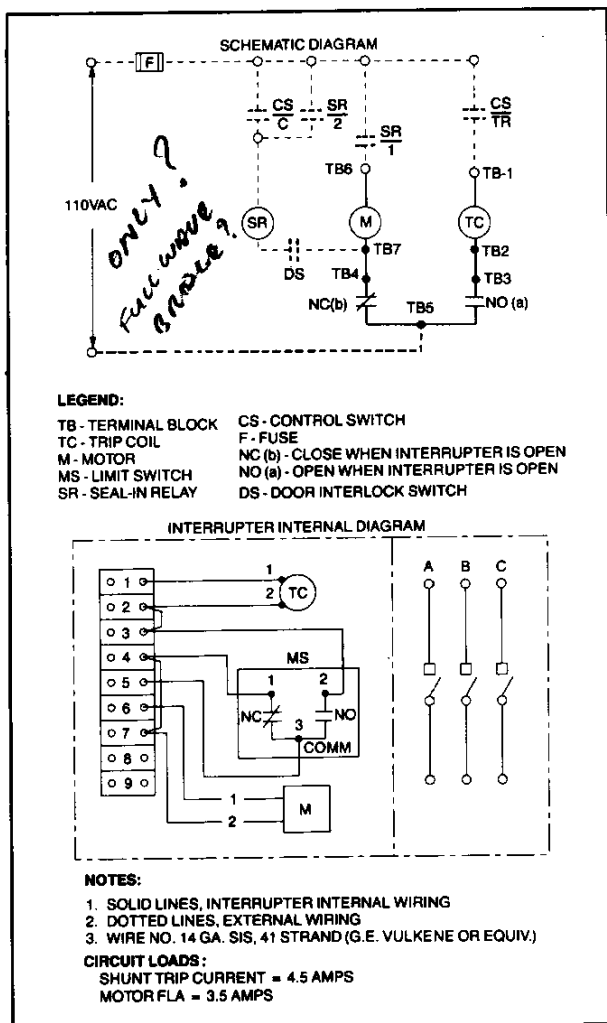 SCHEMATIC DIAGRAM
F
CS
C
SR
2
SR
1
CS
TR
TB6
TB-1
110VAC
ONLY?
FULL WAVE
BRIDGE?
SR
M
TC
TB7
TB2
DS
TB4
TB3
NC(b)
TB5
NO (a)
LEGEND:
TB - TERMINAL BLOCK
TC - TRIP COIL
M - MOTOR
MS - LIMIT SWITCH
SR - SEAL-IN RELAY
CS - CONTROL SWITCH
F - FUSE
NC (b) - CLOSE WHEN INTERRUPTER IS OPEN
NO (a) - OPEN WHEN INTERRUPTER IS OPEN
DS - DOOR INTERLOCK SWITCH
INTERRUPTER INTERNAL DIAGRAM
1
2
3
4
5
6
7
8
9
1
2
TC
MS
1
2
NC
3
NO
COMM
1
2
M
A B C
NOTES:
1. SOLID LINES, INTERRUPTER INTERNAL WIRING
2. DOTTED LINES, EXTERNAL WIRING
3. WIRE NO. 14 GA. SIS, 41 STRAND (G.E. VULKENE OR EQUIV.)
CIRCUIT LOADS:
SHUNT TRIP CURRENT = 4.5 AMPS
MOTOR FLA = 3.5 AMPS